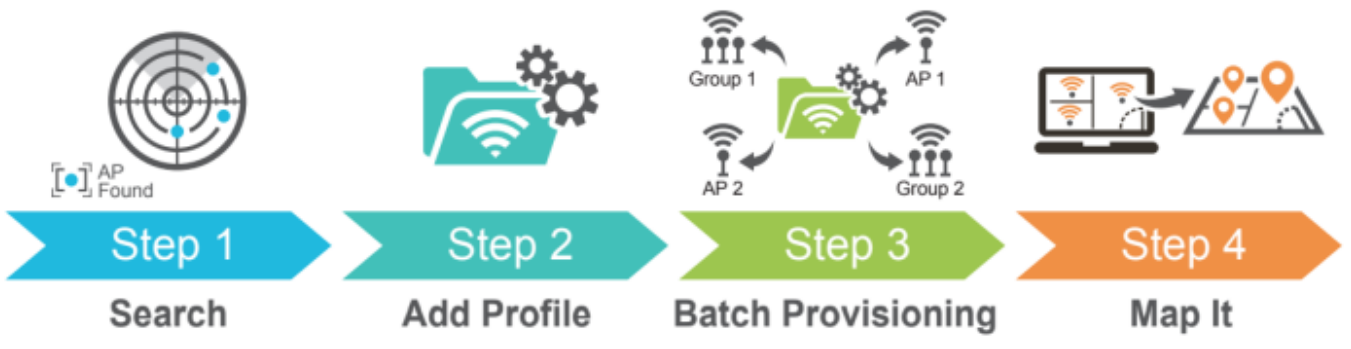 AP
Found
Group 1
AP 1
AP 2
Group 2
Step 1
Step 2
Step 3
Step 4
Search
Add Profile
Batch Provisioning
Map It